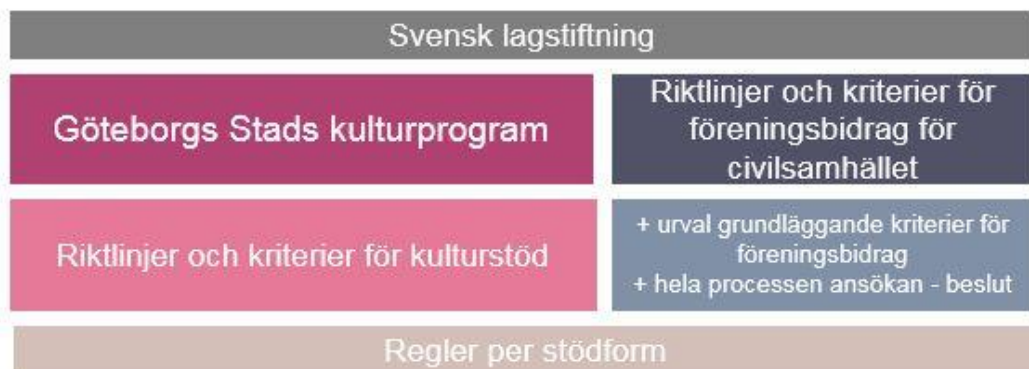 Svensk lagstiftning
Göteborgs Stads kulturprogram
Riktlinjer och kriterier för
föreningsbidrag för
civilsamhället
Riktlinjer och kriterier för kulturstöd
+ urval grundläggande kriterier för
föreningsbidrag
+ hela processen ansökan - beslut
Regler per stödform